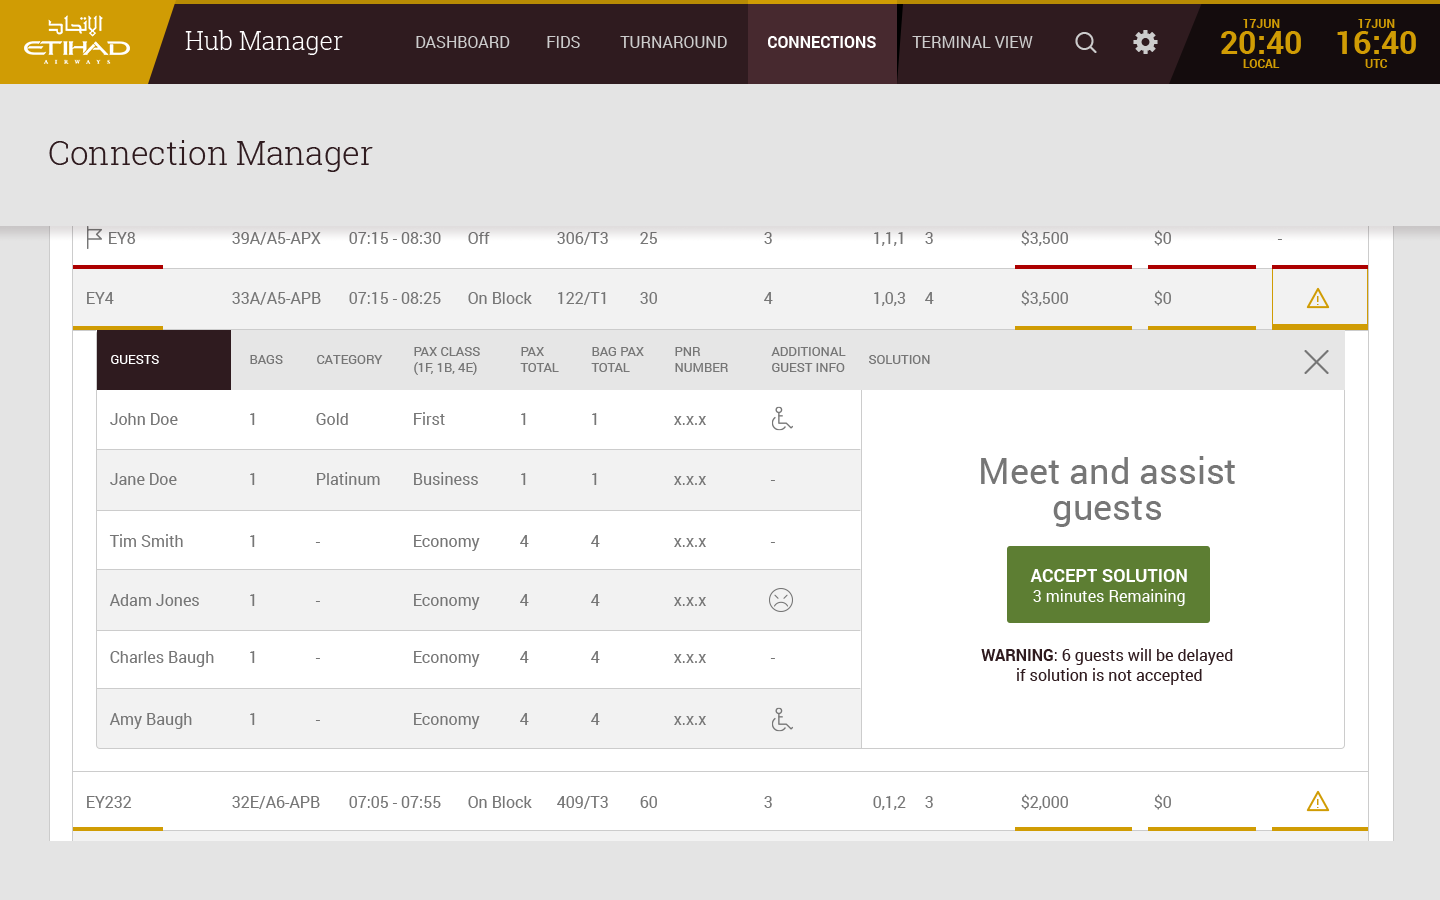 الإتحاد
ETIHAD
AIRWAYS
Hub Manager
DASHBOARD FIDS TURNAROUND CONNECTIONS TERMINAL VIEW
17JUN 17JUN
20:40 16:40
LOCAL UTC
Connection Manager
EY8 39A/A5-APX 07:15 - 08:30 Off 306/T3 25 3 1,1,1 3 $3,500 $0 -
EY4 33A/A5-APB 07:15 - 08:25 On Block 122/T1 30 4 1,0,3 4 $3,500 $0
GUESTS BAGS CATEGORY PAX CLASS PAX BAG PAX PNR ADDITIONAL SOLUTION
(1F, 1B, 4E) TOTAL TOTAL NUMBER GUEST INFO
John Doe 1 Gold First 1 1 x.x.x
Jane Doe 1 Platinum Business 1 1 x.x.x -
Tim Smith 1 - Economy 4 4 x.x.x -
Adam Jones 1 - Economy 4 4 x.x.x
Charles Baugh 1 - Economy 4 4 x.x.x -
Amy Baugh 1 - Economy 4 4 x.x.x
Meet and assist
guests
ACCEPT SOLUTION
3 minutes Remaining
WARNING: 6 guests will be delayed
if solution is not accepted
EY232 32E/A6-APB 07:05 - 07:55 On Block 409/T3 60 3 0,1,2 3 $2,000 $0